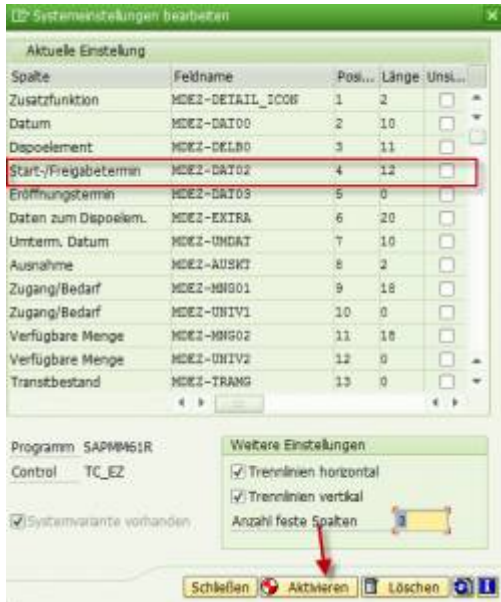 Systemeinstellungen bearbeiten
Aktuelle Einstellung
Spalte Feldname Posi... Länge Unsi...
Zusatzfunktion MDEZ-DETAIL_ICON 1 2
Datum MDEZ-DAT00 2 10
Dispoelement MDEZ-DELB0 3 11
Start-/Freigabetermin MDEZ-DAT02 4 12
Eröffnungstermin MDEZ-DAT03 5 0
Daten zum Dispoelem. MDEZ-EXTRA 6 20
Umterm. Datum MDEZ-UMDAT 7 10
Ausnahme MDEZ-AUSKT 8 2
Zugang/Bedarf MDEZ-MNG01 9 18
Zugang/Bedarf MDEZ-UNIV1 10 0
Verfügbare Menge MDEZ-MNG02 11 18
Verfügbare Menge MDEZ-UNIV2 12 0
Transitbestand MDEZ-TRAMG 13 0
Programm SAPMM61R
Control TC_EZ
Systemvariante vorhanden
Weitere Einstellungen
Trennlinien horizontal
Trennlinien vertikal
Anzahl feste Spalten
Schließen Aktivieren Löschen